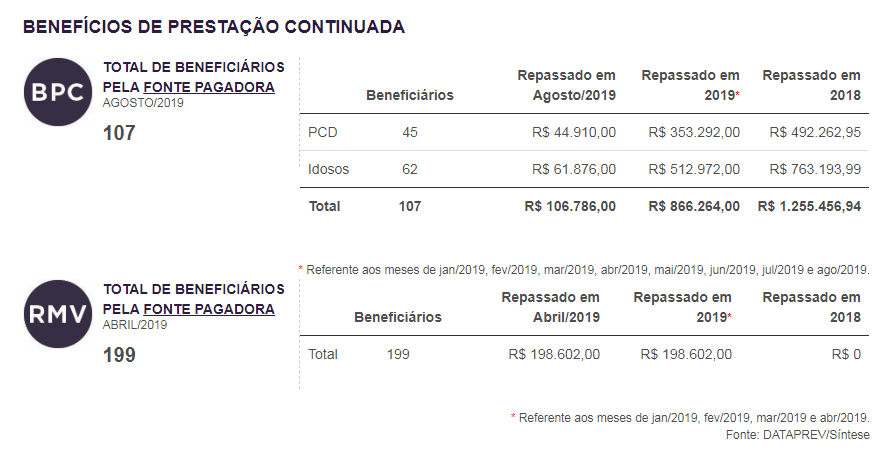 BENEFÍCIOS DE PRESTAÇÃO CONTINUADA
BPC
TOTAL DE BENEFICIÁRIOS
PELA FONTE PAGADORA
AGOSTO/2019
107
Beneficiários Repassado em Agosto/2019 Repassado em 2019* Repassado em 2018
PCD 45 R$ 44.910,00 R$ 353.292,00 R$ 492.262,95
Idosos 62 R$ 61.876,00 R$ 512.972,00 R$ 763.193,99
Total 107 R$ 106.786,00 R$ 866.264,00 R$ 1.255.456,94
* Referente aos meses de jan/2019, fev/2019, mar/2019, abr/2019, mai/2019, jun/2019, jul/2019 e ago/2019.
RMV
TOTAL DE BENEFICIÁRIOS
PELA FONTE PAGADORA
ABRIL/2019
199
Beneficiários Repassado em Abril/2019 Repassado em 2019* Repassado em 2018
Total 199 R$ 198.602,00 R$ 198.602,00 R$ 0
* Referente aos meses de jan/2019, fev/2019, mar/2019 e abr/2019.
Fonte: DATAPREV/Síntese